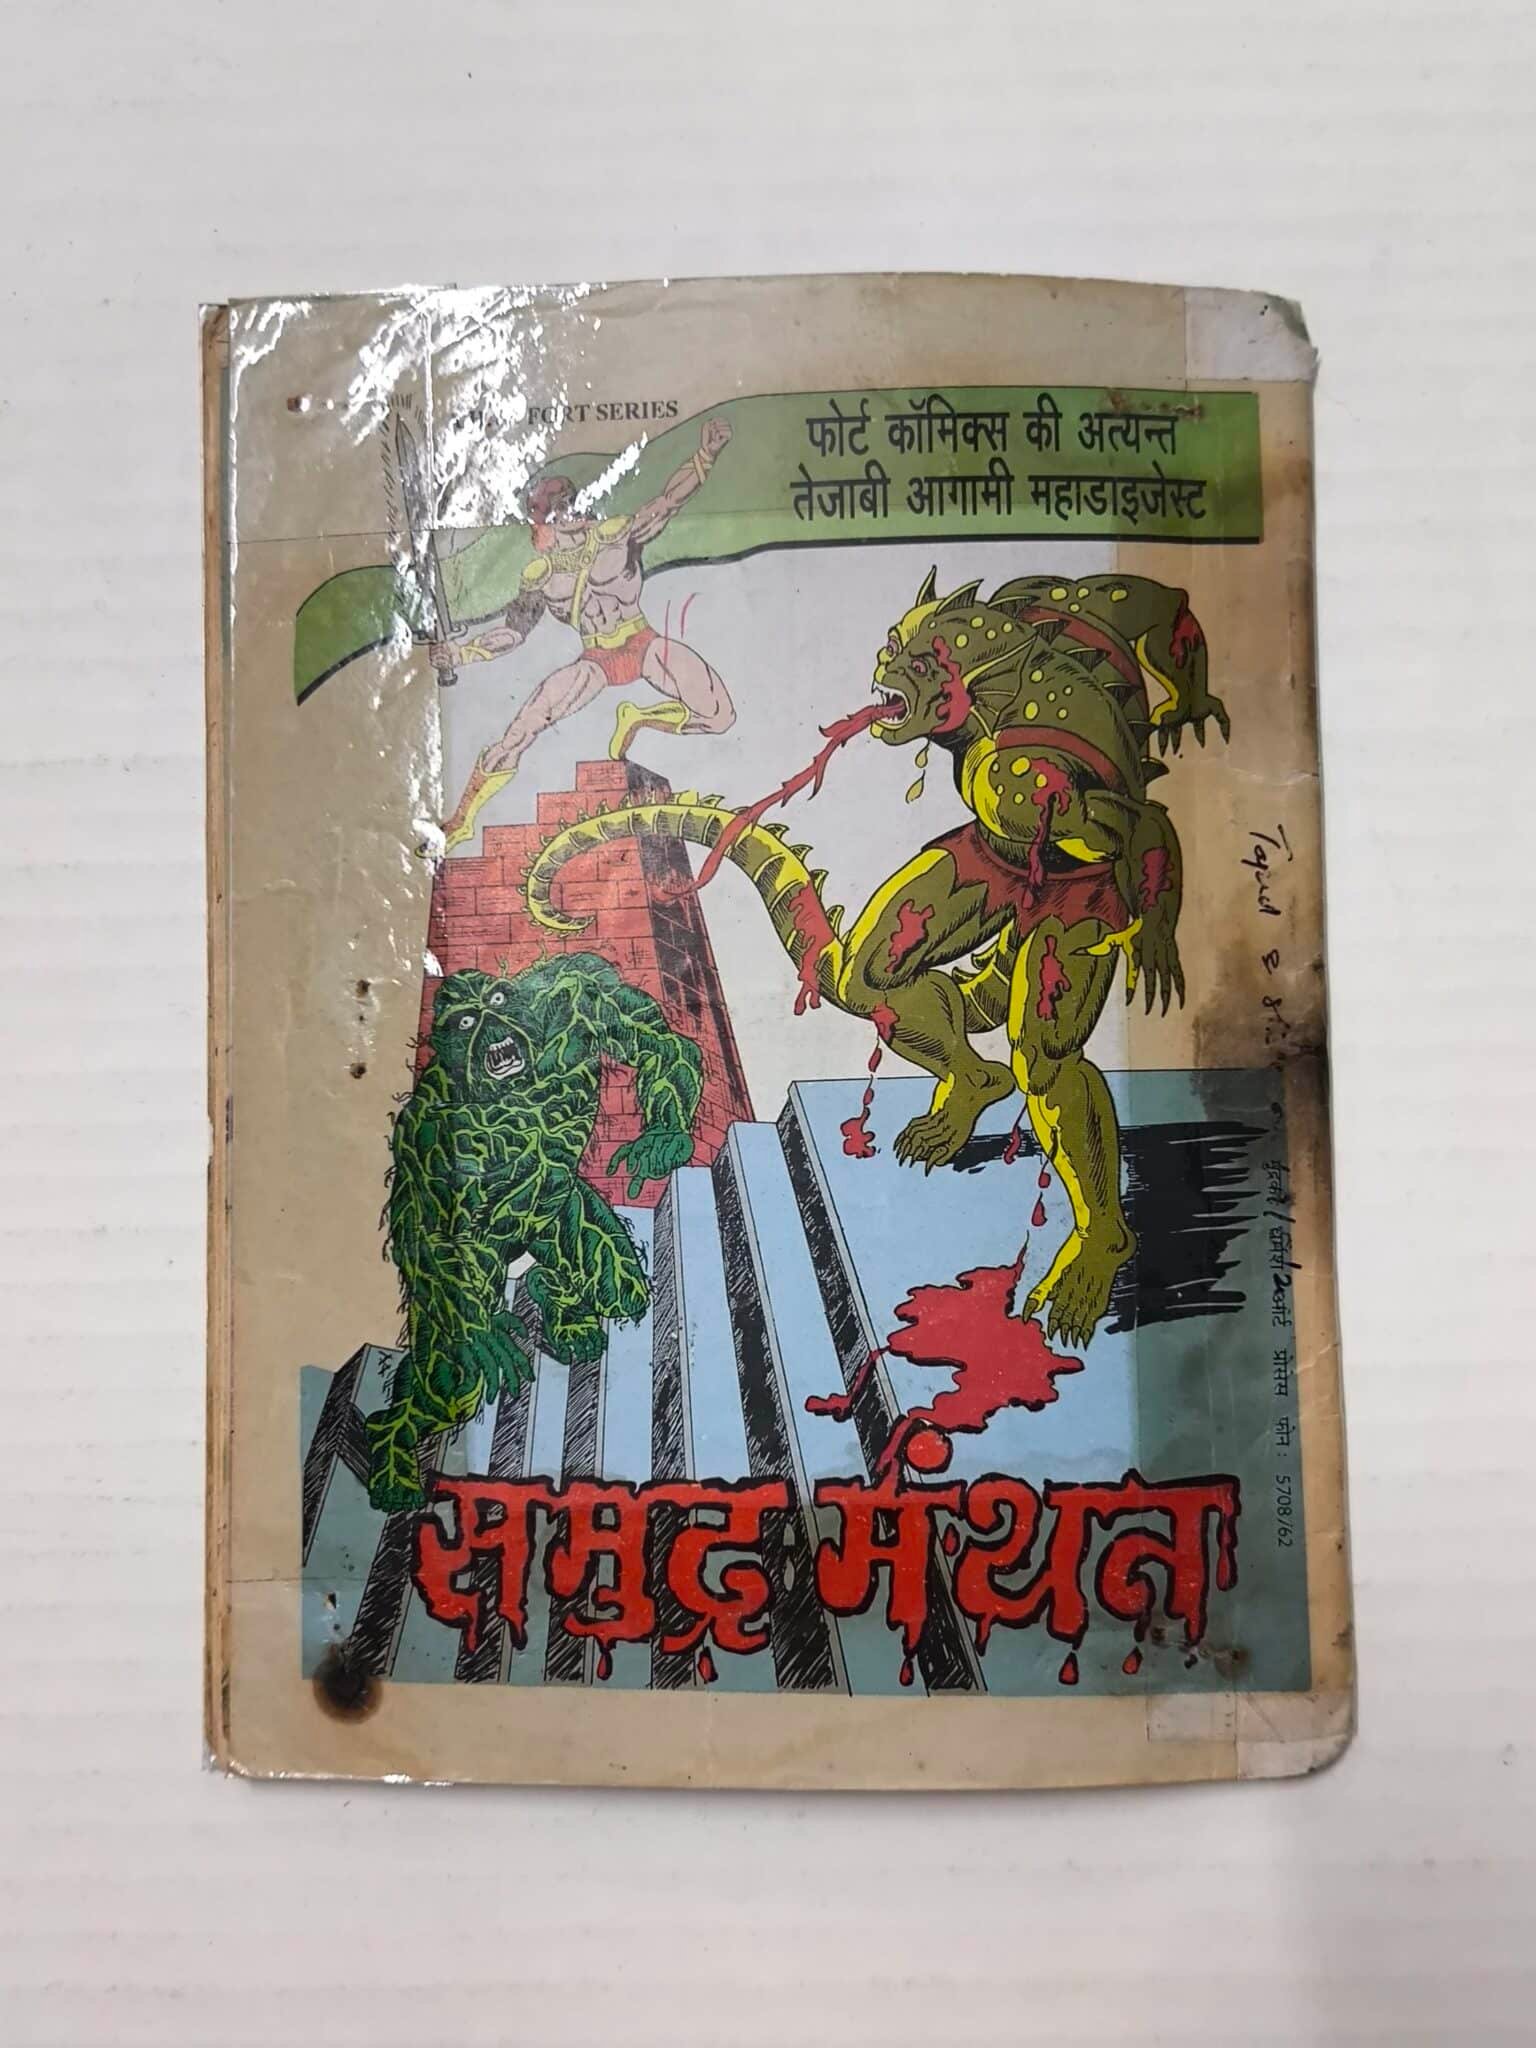 FORT SERIES
फोर्ट कॉमिक्स की अत्यन्त
तेजाबी आगामी महाडाइजेस्ट
समुद्र मंथन
प्रोसेस फोन : 5708/62